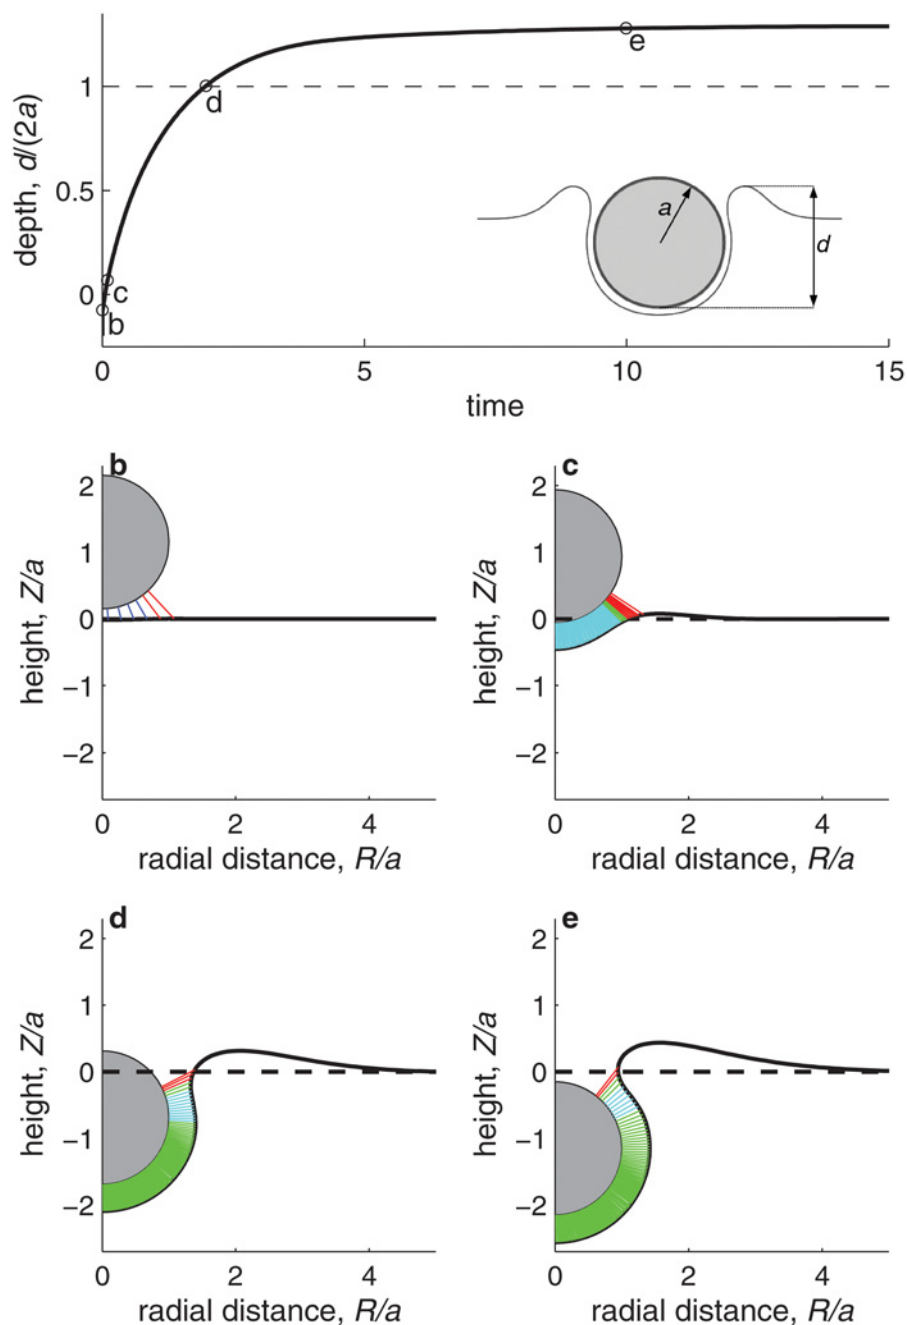 depth, d/(2a)
1
0.5
0
e
d
c
b
a
d
0 5 10 15
time
b
height, Z/a
2
1
0
−1
−2
0 2 4
radial distance, R/a
c
height, Z/a
2
1
0
−1
−2
0 2 4
radial distance, R/a
d
height, Z/a
2
1
0
−1
−2
0 2 4
radial distance, R/a
e
height, Z/a
2
1
0
−1
−2
0 2 4
radial distance, R/a